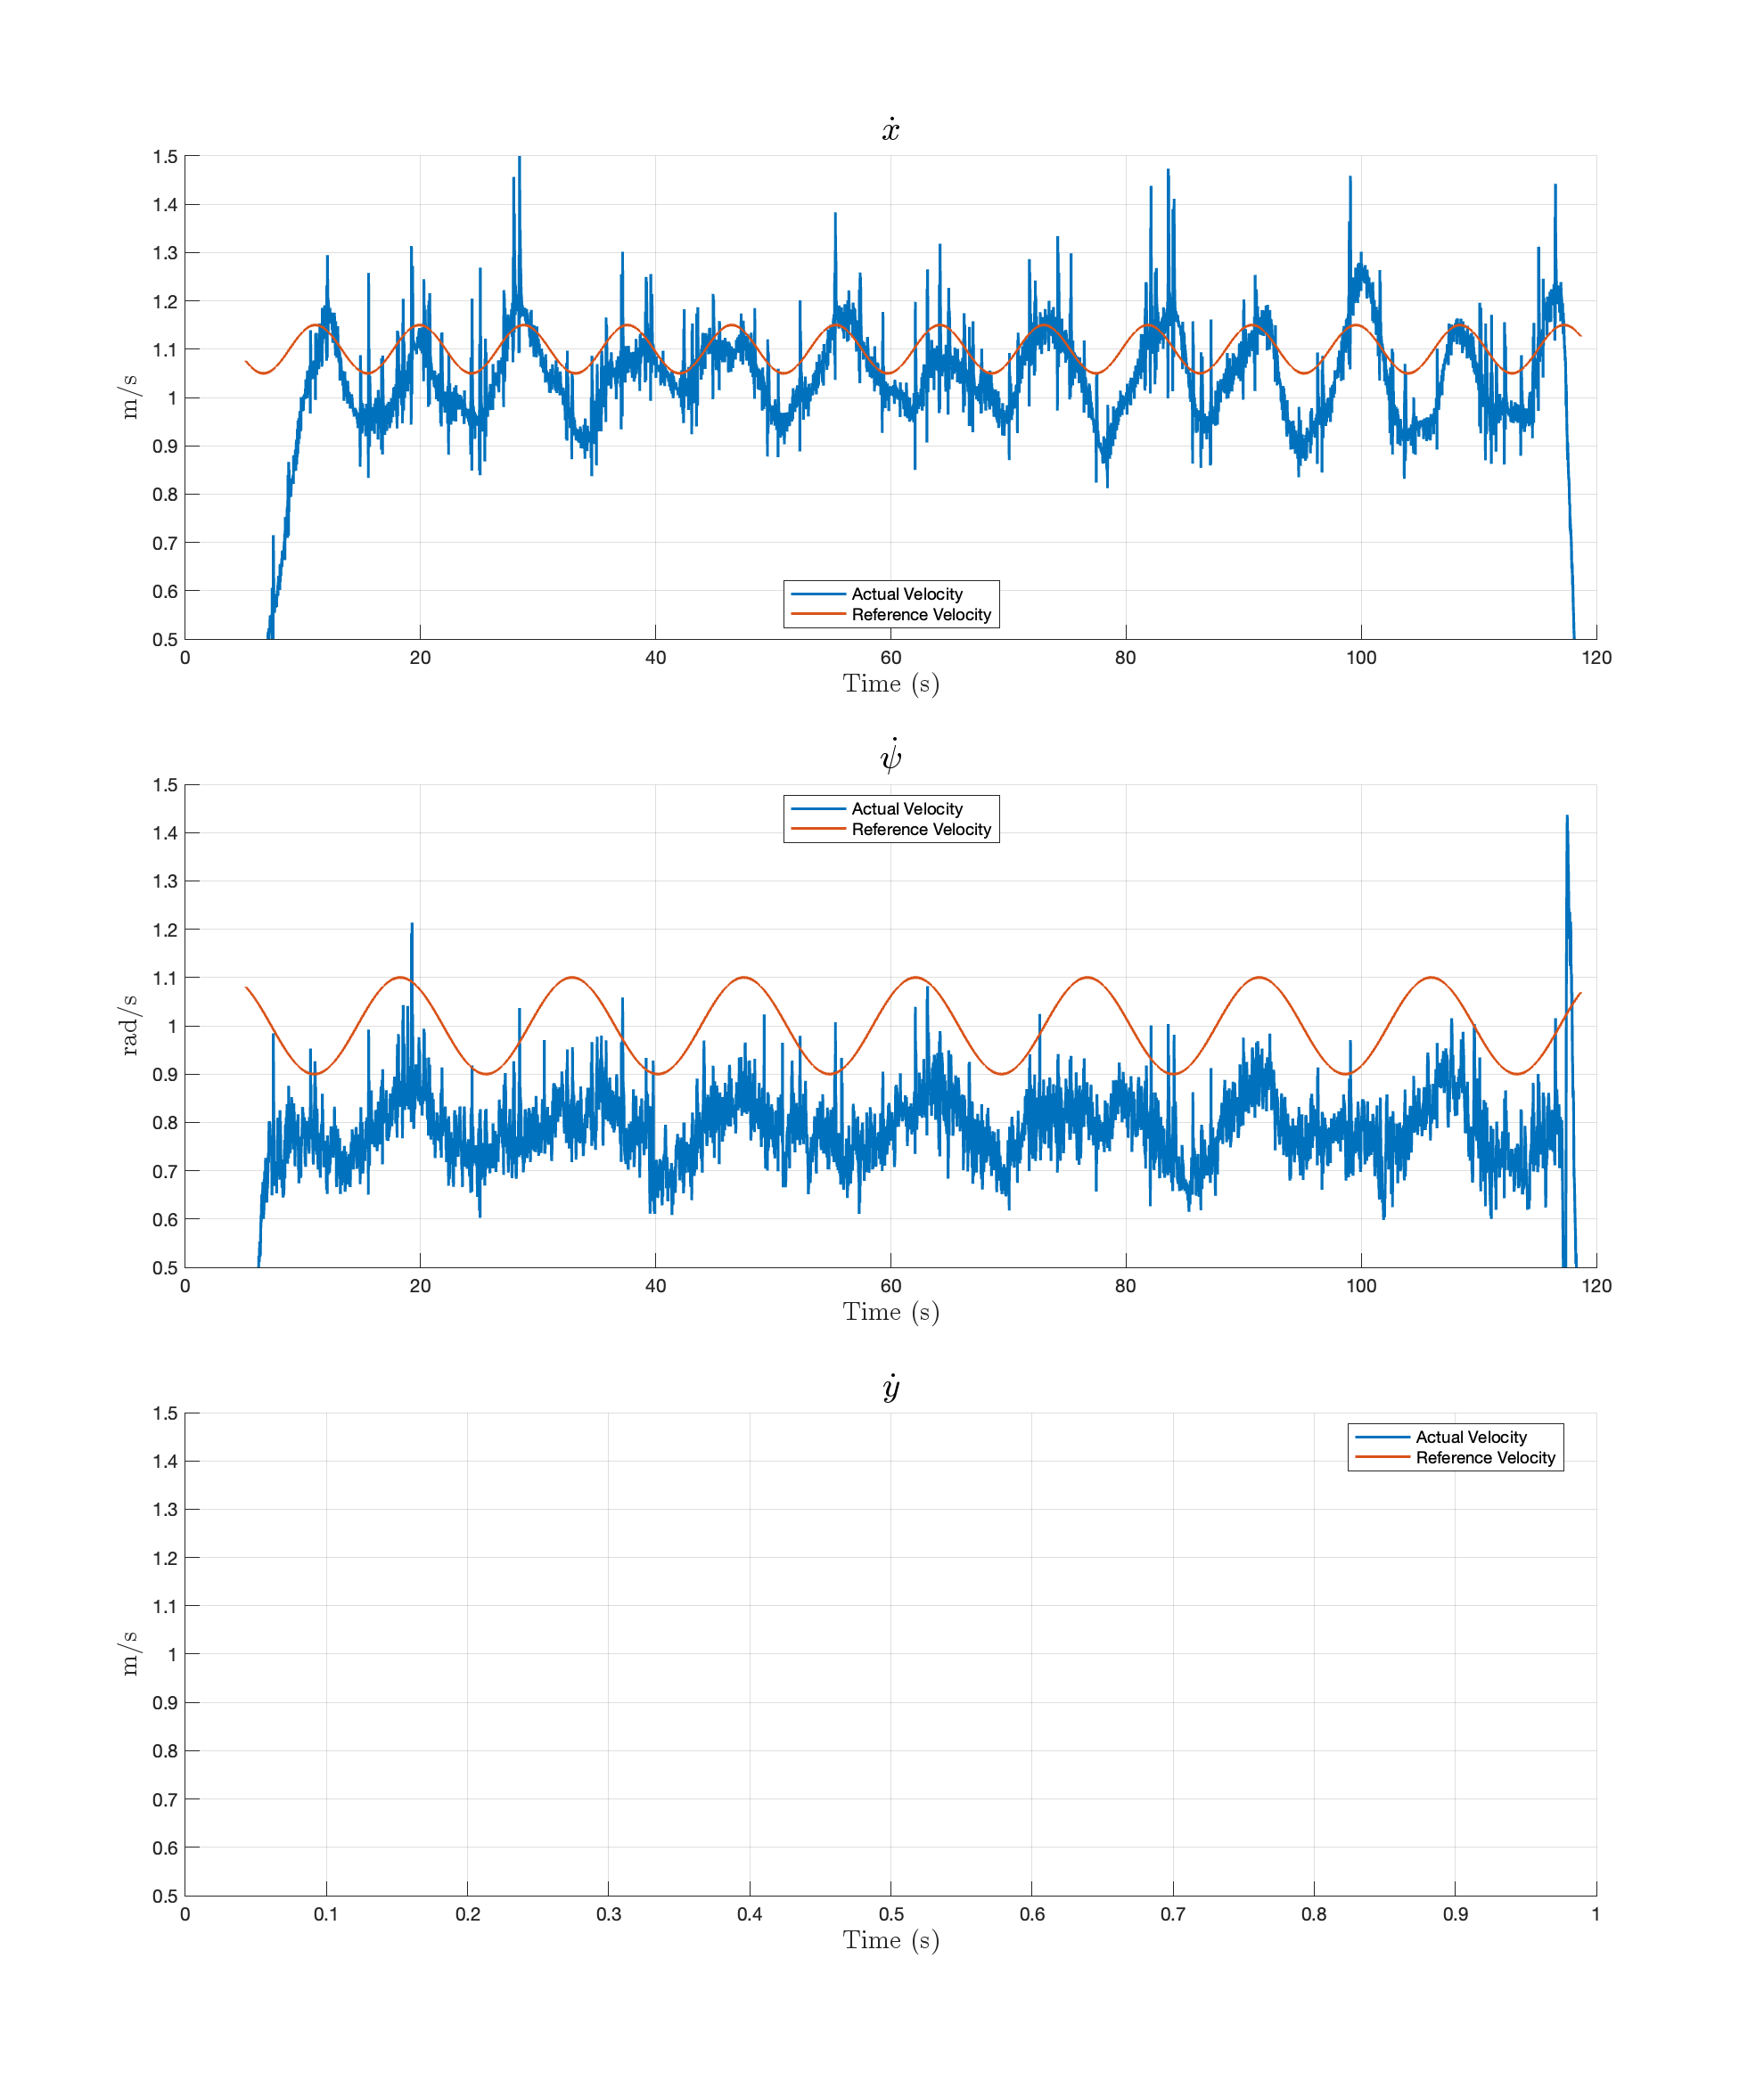 ẋ
1.5
1.4
1.3
1.2
1.1
1
0.9
0.8
0.7
0.6
0.5
m/s
Actual Velocity
Reference Velocity
0 20 40 60 80 100 120
Time (s)
ψ̇
1.5
1.4
1.3
1.2
1.1
1
0.9
0.8
0.7
0.6
0.5
rad/s
Actual Velocity
Reference Velocity
0 20 40 60 80 100 120
Time (s)
ẏ
1.5
1.4
1.3
1.2
1.1
1
0.9
0.8
0.7
0.6
0.5
m/s
Actual Velocity
Reference Velocity
0 0.1 0.2 0.3 0.4 0.5 0.6 0.7 0.8 0.9 1
Time (s)